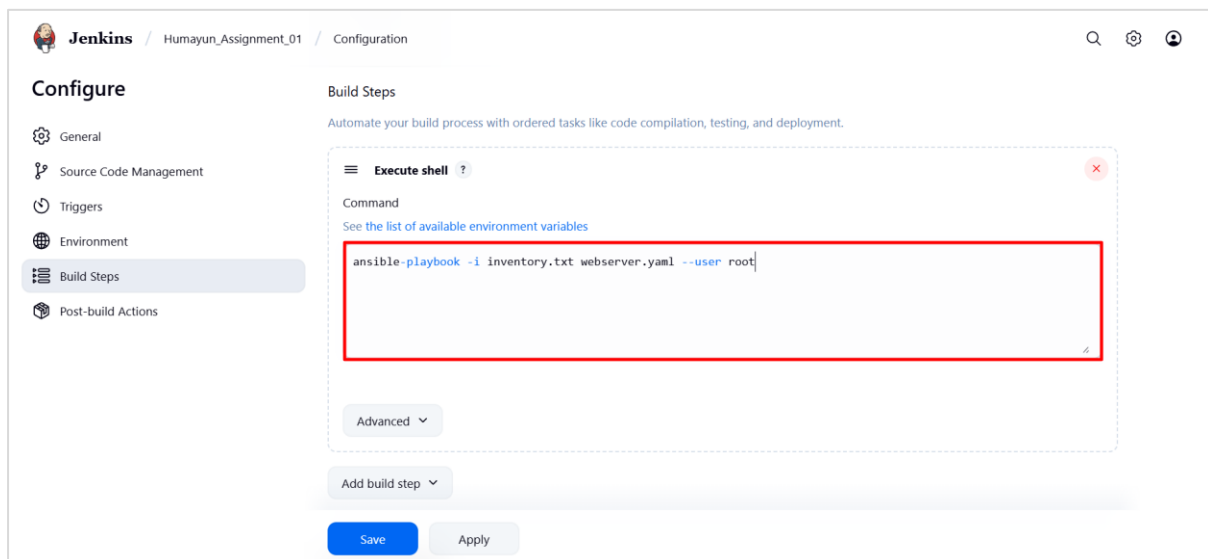 Jenkins / Humayun_Assignment_01 / Configuration
Configure
General
Source Code Management
Triggers
Environment
Build Steps
Post-build Actions
Build Steps
Automate your build process with ordered tasks like code compilation, testing, and deployment.
Execute shell ?
Command
See the list of available environment variables
ansible-playbook -i inventory.txt webserver.yaml --user root
Advanced
Add build step
Save Apply